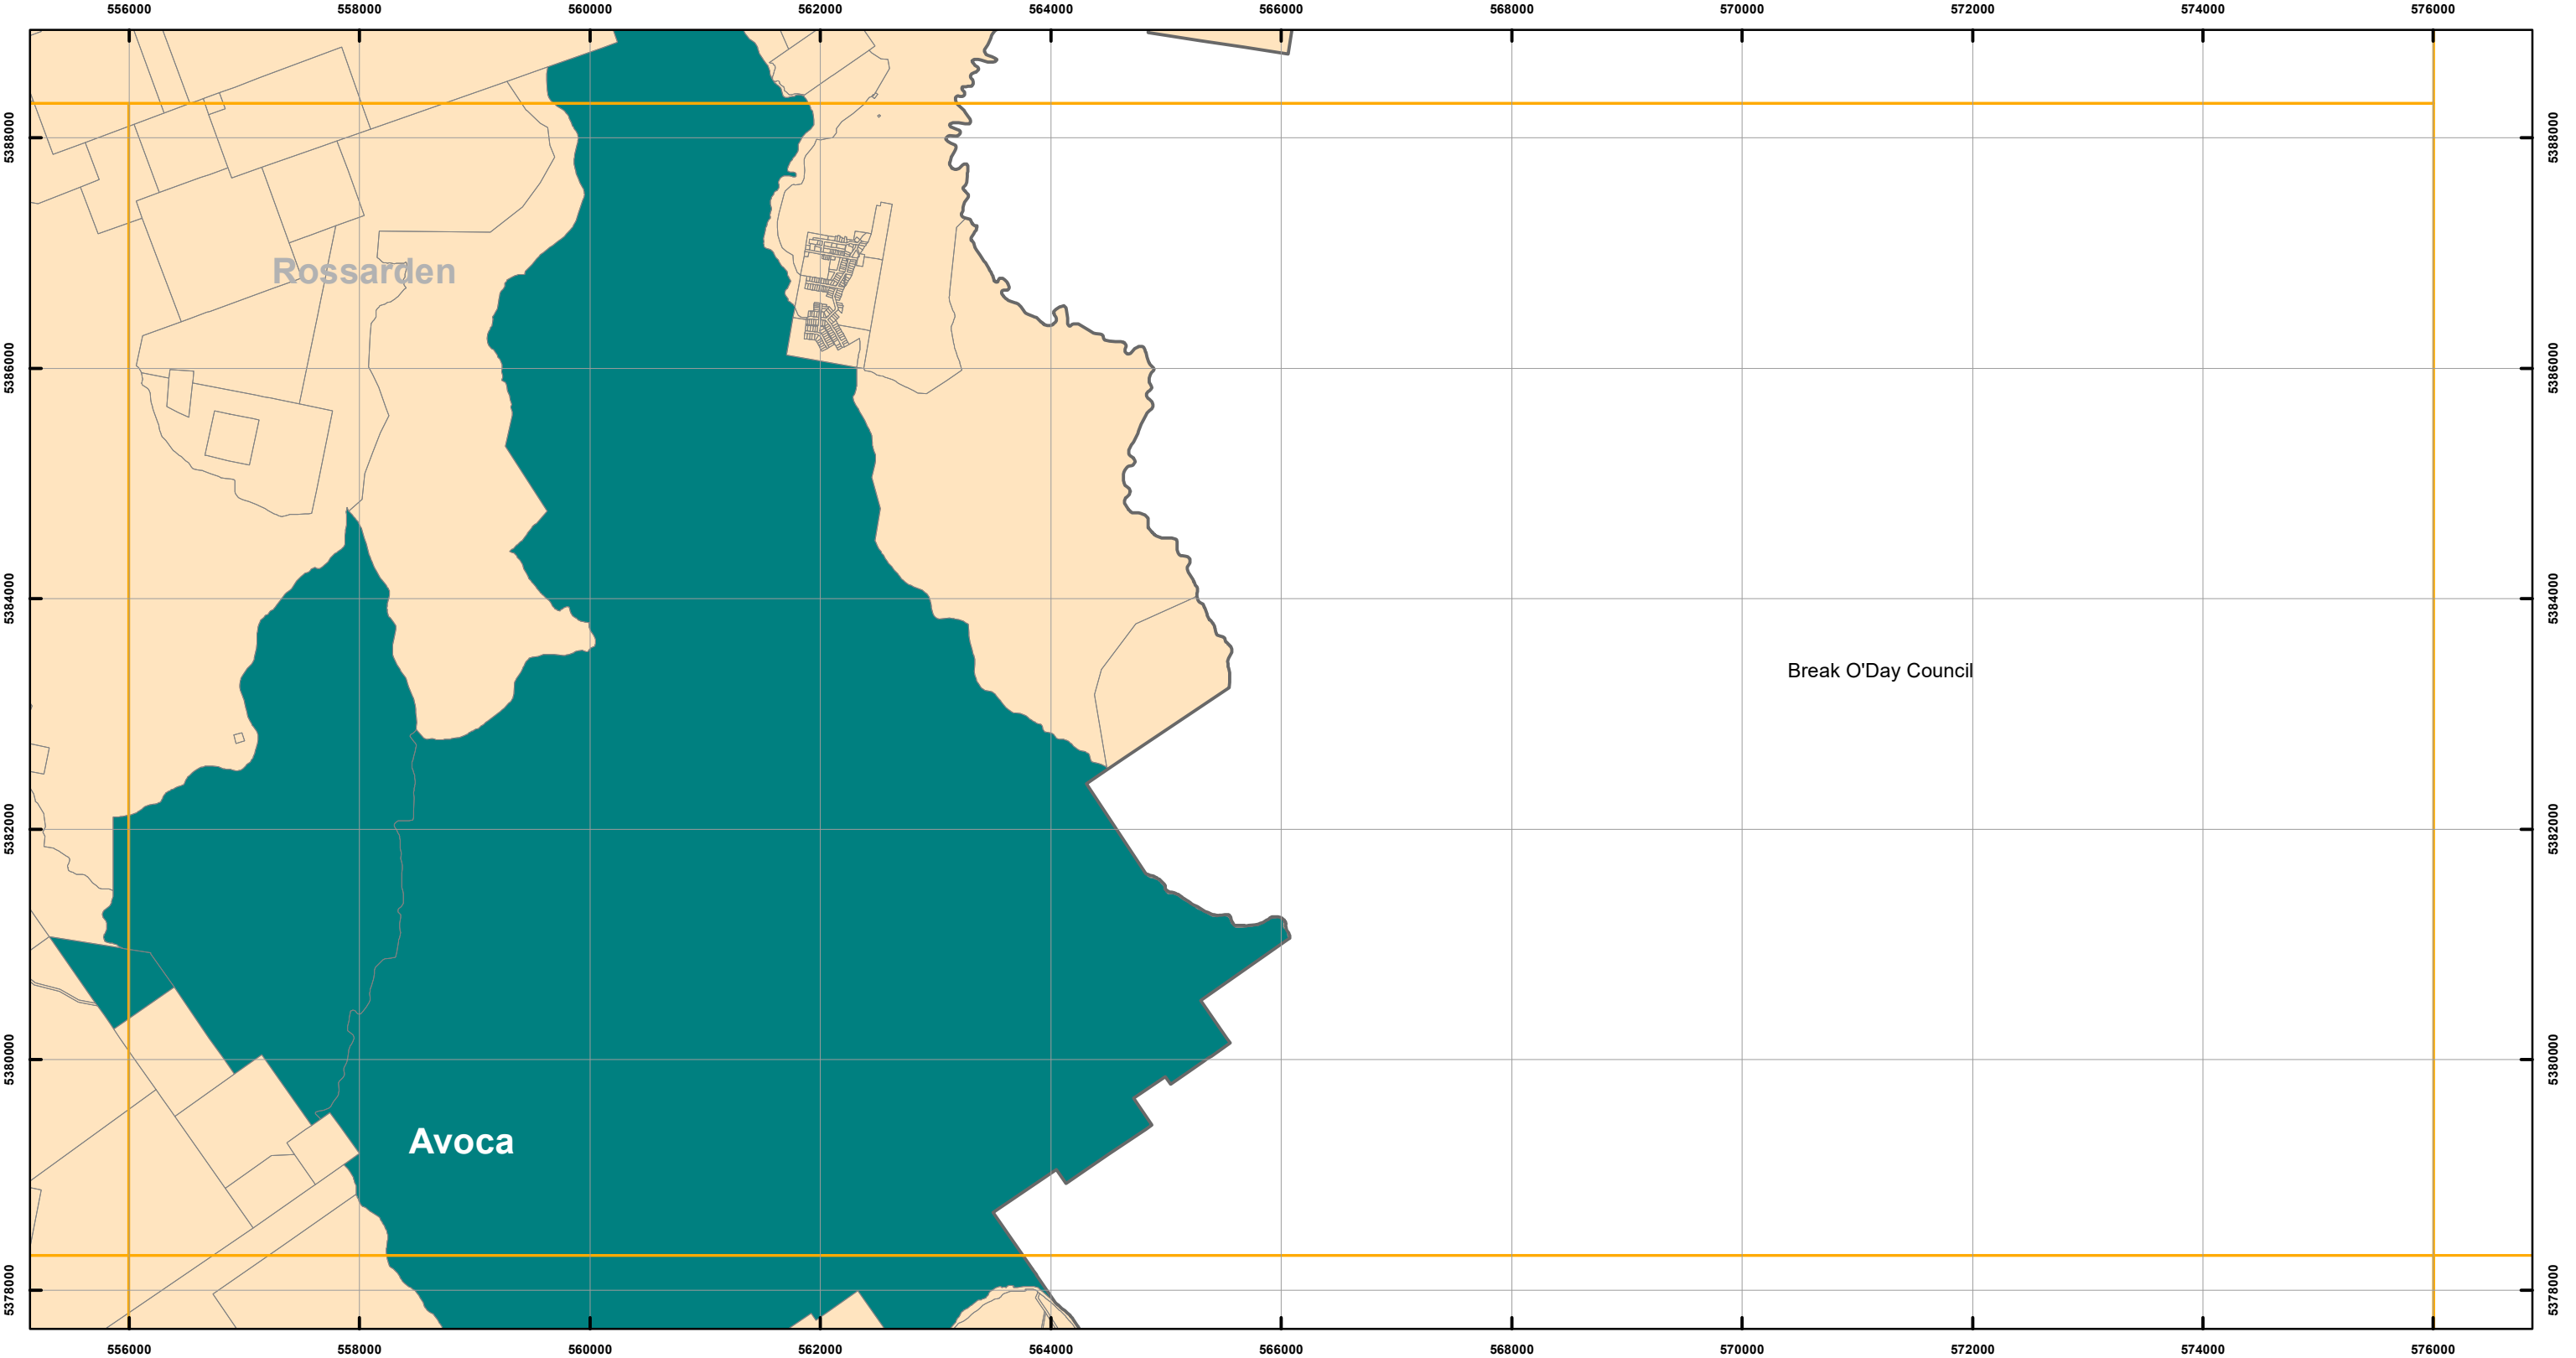 556000 558000 560000 562000 564000 566000 568000 570000 572000 574000 576000
5388000 5388000
Rossarden
5386000 5386000
5384000 5384000
Break O'Day Council
5382000 5382000
5380000 5380000
Avoca
5378000 5378000
556000 558000 560000 562000 564000 566000 568000 570000 572000 574000 576000